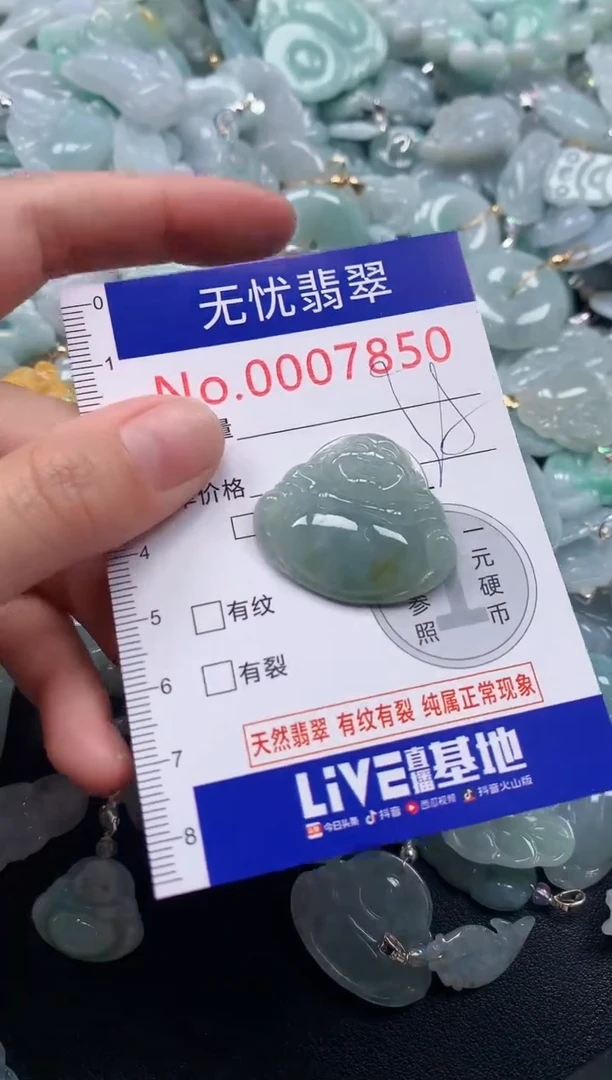 0
无忧翡翠
1
No.0007850
量
价格
4
一元硬币
参照
5
有纹
有裂
6
天然翡翠 有纹有裂 纯属正常现象
7
LiVE直播基地
今日头条 抖音 西瓜视频 抖音火山版
8